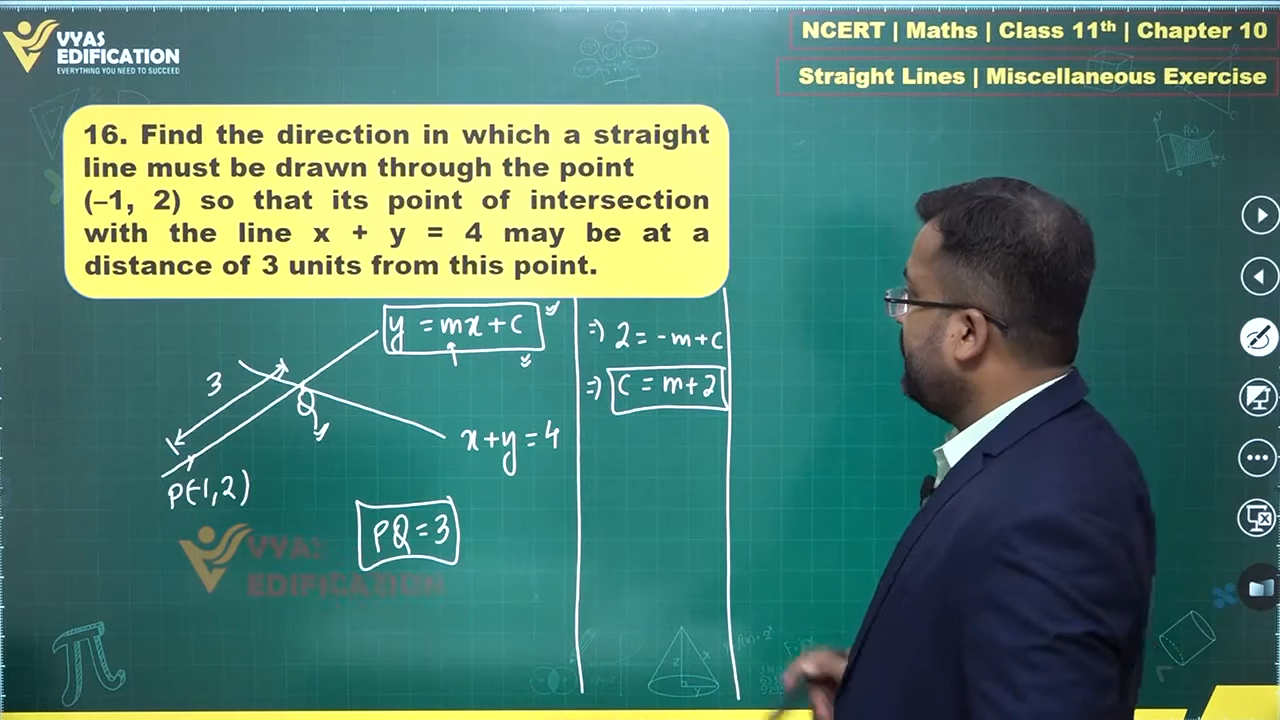 VYAS
EDIFICATION
EVERYTHING YOU NEED TO SUCCEED
NCERT | Maths | Class 11th | Chapter 10
Straight Lines | Miscellaneous Exercise
16. Find the direction in which a straight
line must be drawn through the point
(–1, 2) so that its point of intersection
with the line x + y = 4 may be at a
distance of 3 units from this point.
y = mx + c
3
Q
x + y = 4
P(-1, 2)
PQ = 3
⇒ 2 = -m + c
⇒ c = m + 2
VYAS
EDIFICATION